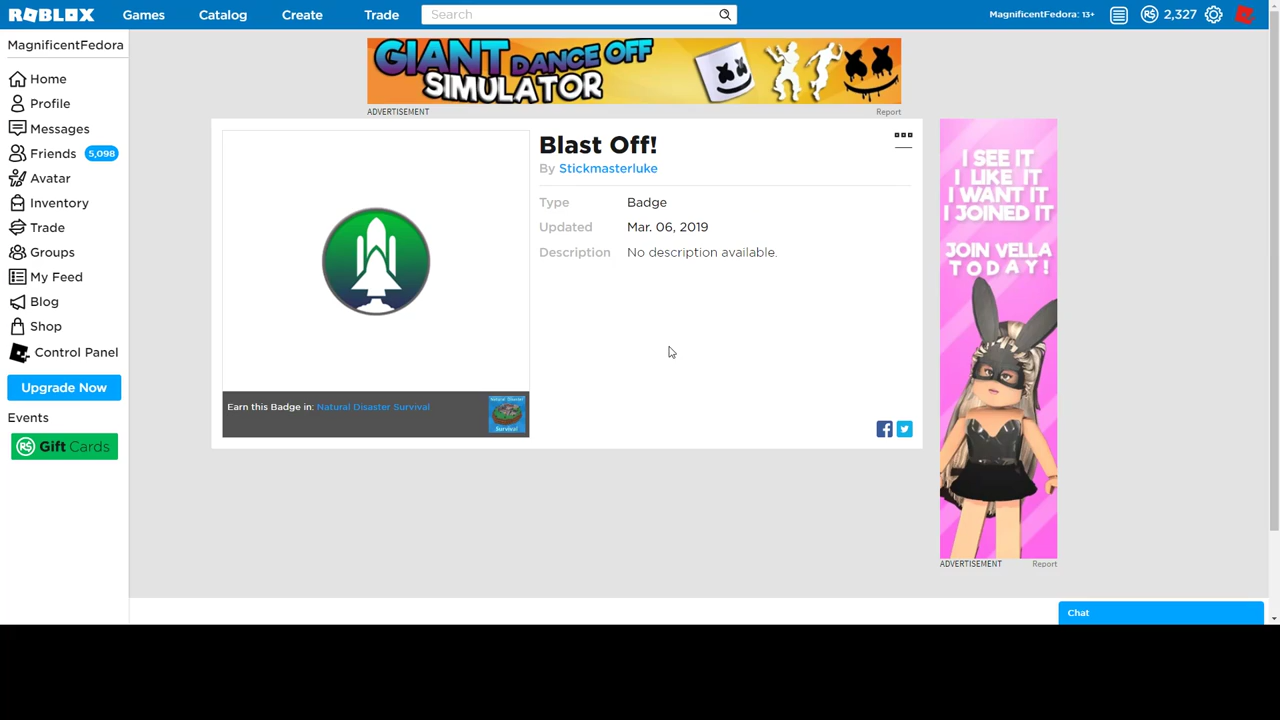 ROBLOX
Games
Catalog
Create
Trade
Search
MagnificentFedora: 13+
2,327
MagnificentFedora
Home
Profile
Messages
Friends 5,098
Avatar
Inventory
Trade
Groups
My Feed
Blog
Shop
Control Panel
Upgrade Now
Events
Gift Cards
GIANT DANCE OFF
SIMULATOR
ADVERTISEMENT
Report
Blast Off!
By Stickmasterluke
Type Badge
Updated Mar. 06, 2019
Description No description available.
Earn this Badge in: Natural Disaster Survival
Natural Disaster
Survival
I SEE IT
I LIKE IT
I WANT IT
I JOINED IT
JOIN VELLA
TODAY!
ADVERTISEMENT
Report
Chat